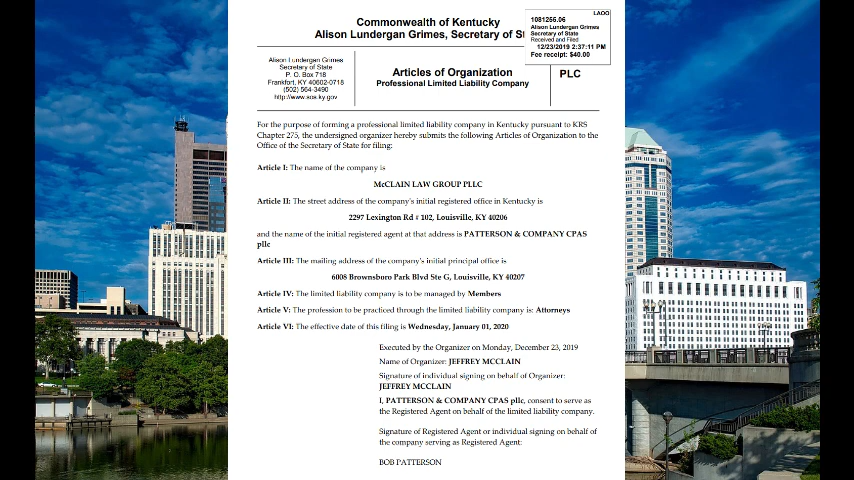 Commonwealth of Kentucky
Alison Lundergan Grimes, Secretary of St
LAOO
1081256.06
Alison Lundergan Grimes
Secretary of State
Received and Filed
12/23/2019 2:37:11 PM
Fee receipt: $40.00
Alison Lundergan Grimes
Secretary of State
P. O. Box 718
Frankfort, KY 40602-0718
(502) 564-3490
http://www.sos.ky.gov
Articles of Organization
Professional Limited Liability Company
PLC
For the purpose of forming a professional limited liability company in Kentucky pursuant to KRS
Chapter 275, the undersigned organizer hereby submits the following Articles of Organization to the
Office of the Secretary of State for filing:
Article I: The name of the company is
McCLAIN LAW GROUP PLLC
Article II: The street address of the company's initial registered office in Kentucky is
2297 Lexington Rd # 102, Louisville, KY 40206
and the name of the initial registered agent at that address is PATTERSON & COMPANY CPAS
pllc
Article III: The mailing address of the company's initial principal office is
6008 Brownsboro Park Blvd Ste G, Louisville, KY 40207
Article IV: The limited liability company is to be managed by Members
Article V: The profession to be practiced through the limited liability company is: Attorneys
Article VI: The effective date of this filing is Wednesday, January 01, 2020
Executed by the Organizer on Monday, December 23, 2019
Name of Organizer: JEFFREY MCCLAIN
Signature of individual signing on behalf of Organizer:
JEFFREY MCCLAIN
I, PATTERSON & COMPANY CPAS pllc, consent to serve as
the Registered Agent on behalf of the limited liability company.
Signature of Registered Agent or individual signing on behalf of
the company serving as Registered Agent:
BOB PATTERSON